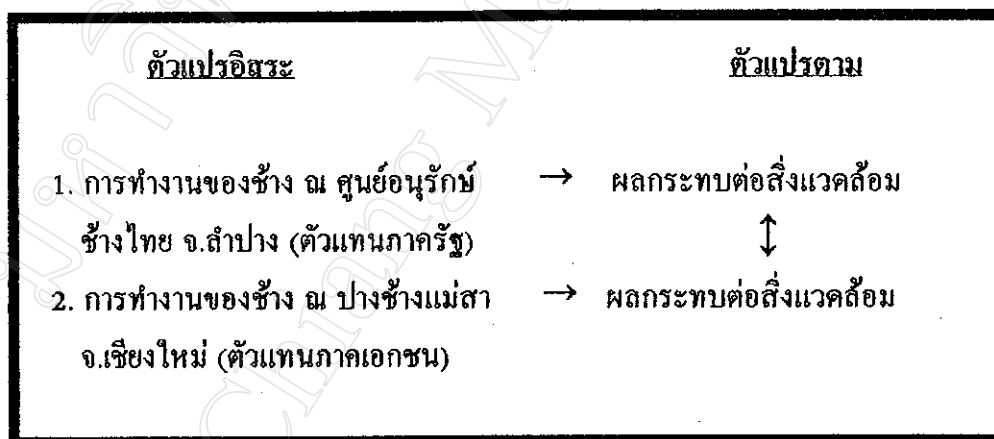 ตัวแปรอิสระ ตัวแปรตาม
1. การทำงานของช้าง ณ ศูนย์อนุรักษ์ → ผลกระทบต่อสิ่งแวดล้อม
ช้างไทย จ.ลำปาง (ตัวแทนภาครัฐ) ↕
2. การทำงานของช้าง ณ ปางช้างแม่สา → ผลกระทบต่อสิ่งแวดล้อม
จ.เชียงใหม่ (ตัวแทนภาคเอกชน)
Chiang M